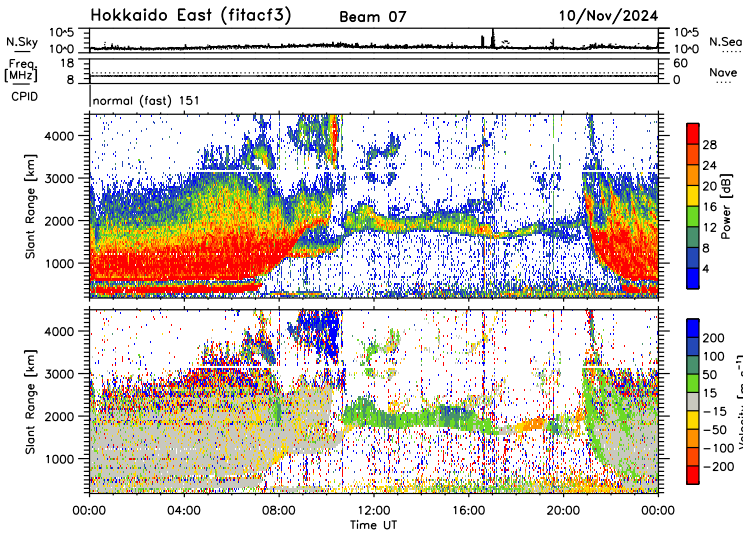 Hokkaido East (fitacf3) Beam 07 10/Nov/2024
N.Sky 10^5 10^0 10^5 10^0 N.Sea
Freq. [MHz] 18 8 60 0 Nave
CPID normal (fast) 151
Slant Range [km] 4000 3000 2000 1000
Power [dB] 28 24 20 16 12 8 4
Slant Range [km] 4000 3000 2000 1000
Velocity [m s^-1] 200 100 50 15 -15 -50 -100 -200
00:00 04:00 08:00 12:00 16:00 20:00 00:00
Time UT